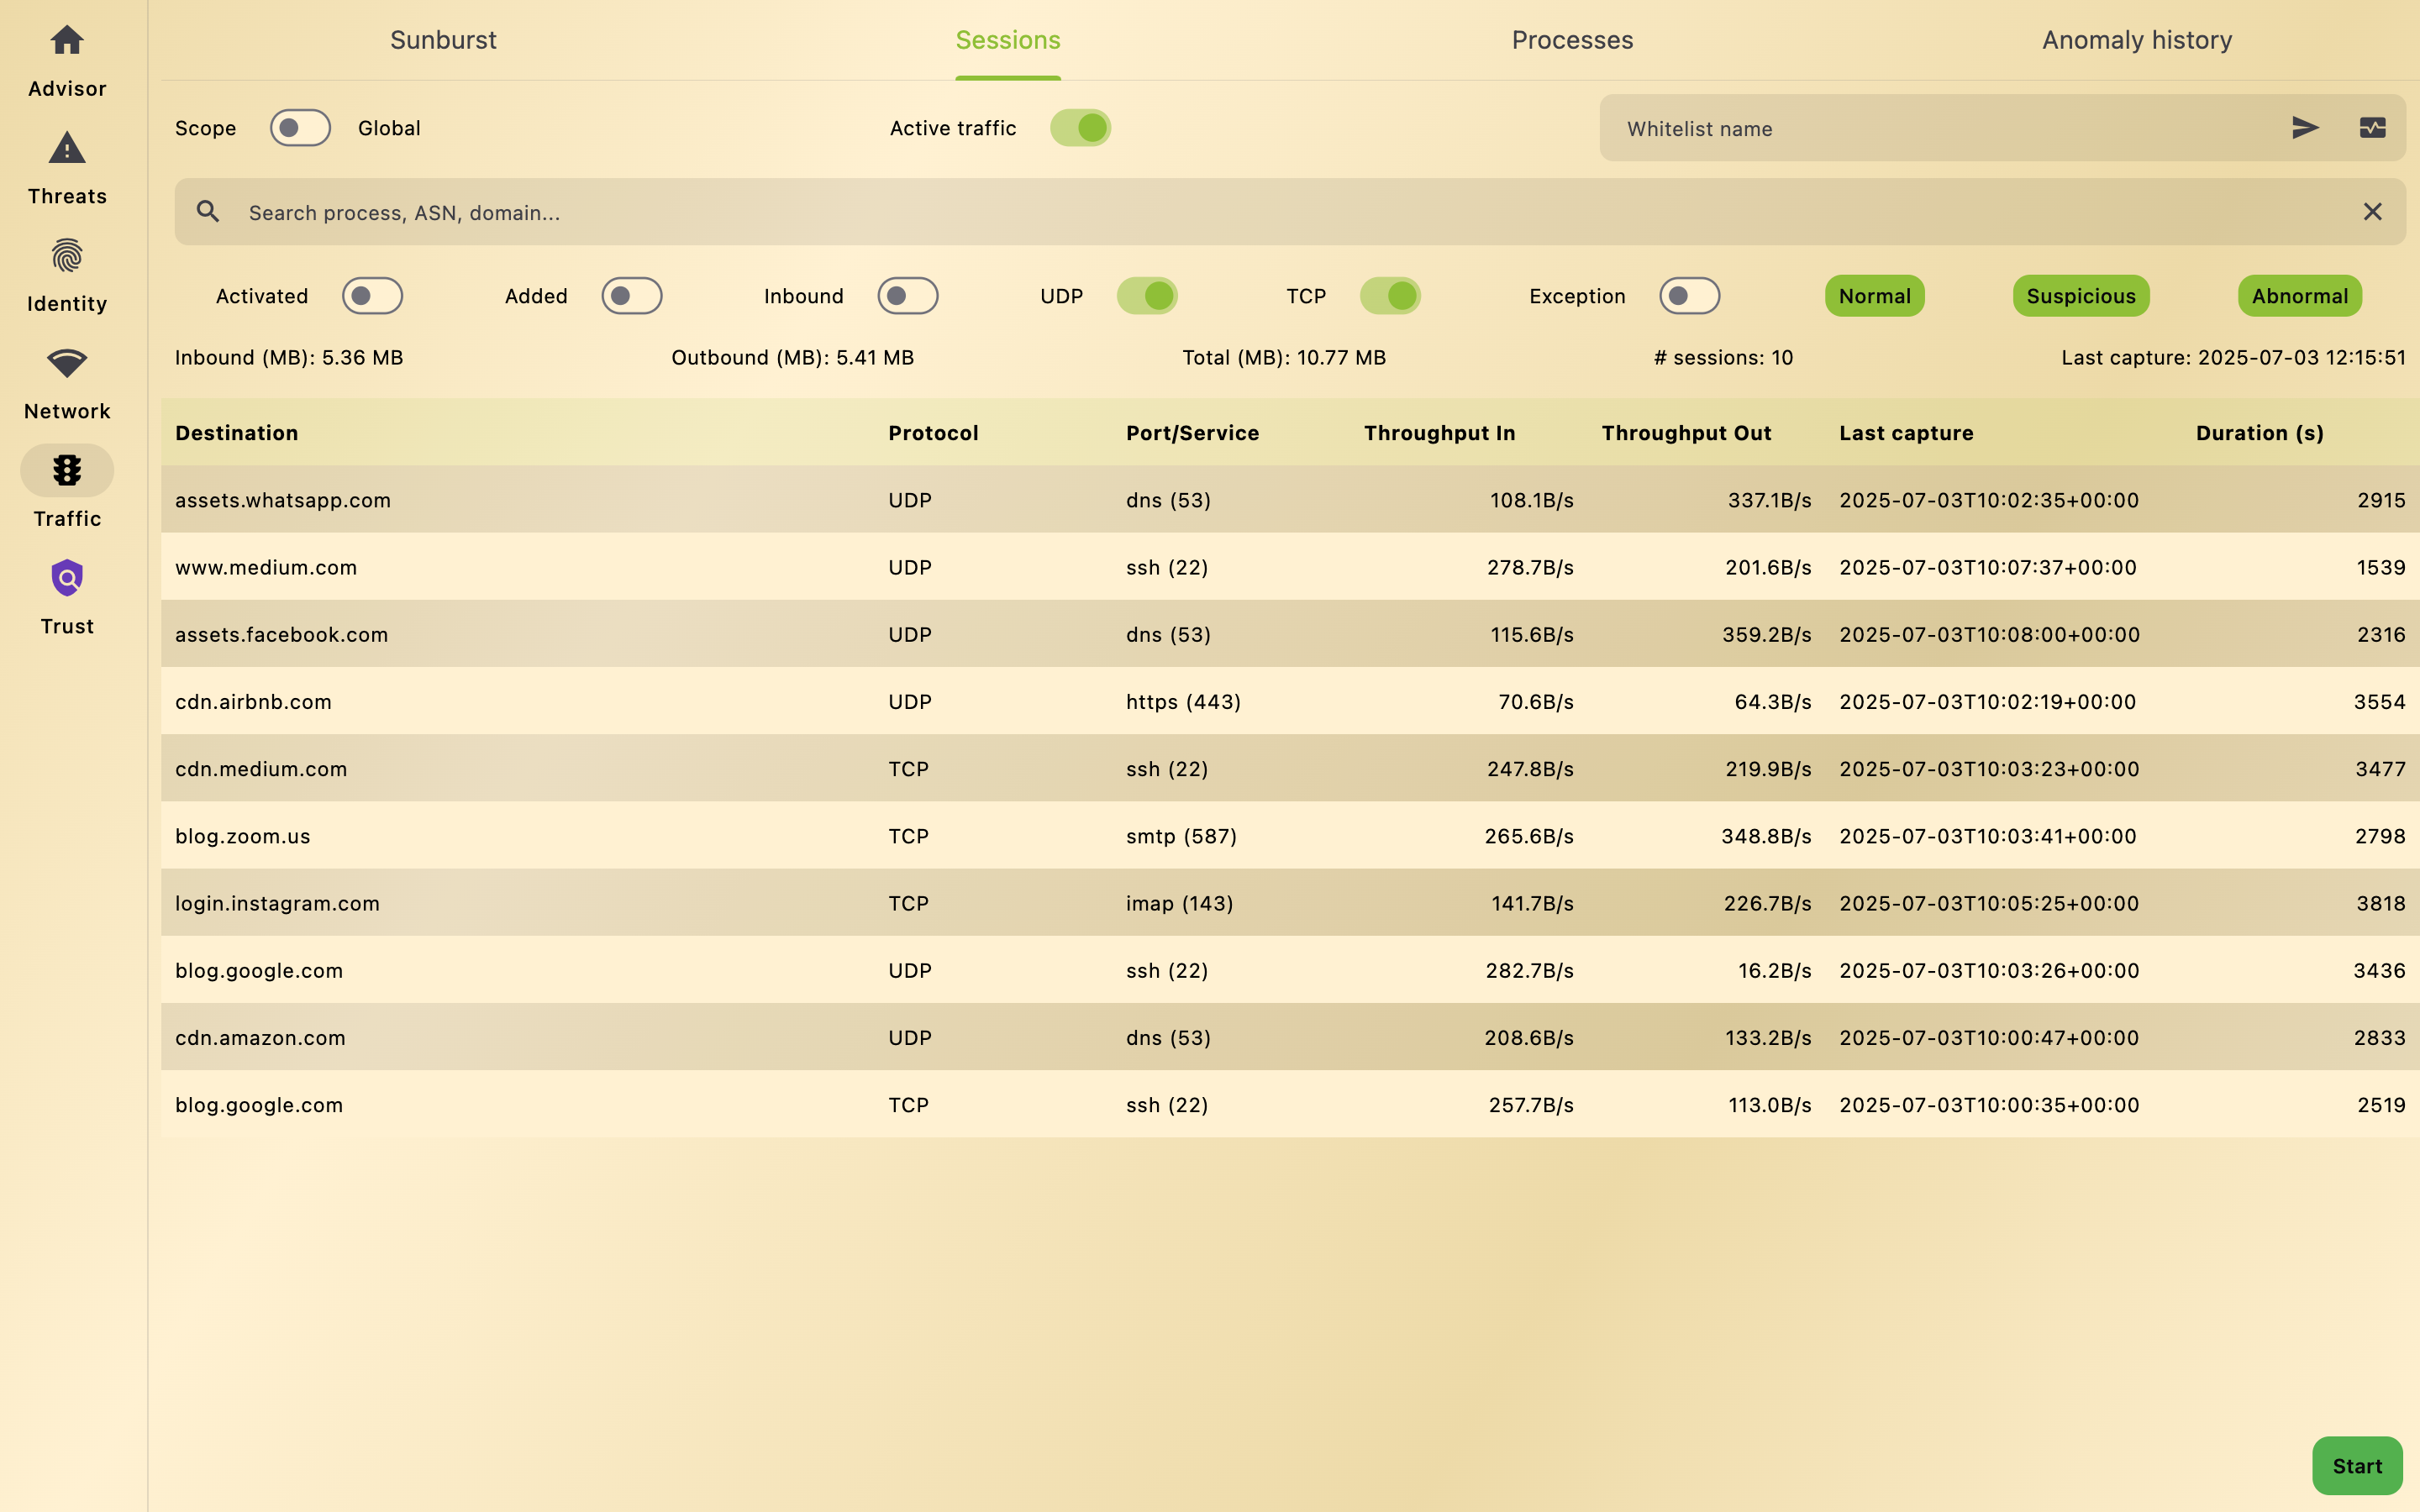 Advisor
Threats
Identity
Network
Traffic
Trust
Sunburst Sessions Processes Anomaly history
Scope Global Active traffic Whitelist name
Search process, ASN, domain...
Activated Added Inbound UDP TCP Exception Normal Suspicious Abnormal
Inbound (MB): 5.36 MB Outbound (MB): 5.41 MB Total (MB): 10.77 MB # sessions: 10 Last capture: 2025-07-03 12:15:51
Destination Protocol Port/Service Throughput In Throughput Out Last capture Duration (s)
assets.whatsapp.com UDP dns (53) 108.1B/s 337.1B/s 2025-07-03T10:02:35+00:00 2915
www.medium.com UDP ssh (22) 278.7B/s 201.6B/s 2025-07-03T10:07:37+00:00 1539
assets.facebook.com UDP dns (53) 115.6B/s 359.2B/s 2025-07-03T10:08:00+00:00 2316
cdn.airbnb.com UDP https (443) 70.6B/s 64.3B/s 2025-07-03T10:02:19+00:00 3554
cdn.medium.com TCP ssh (22) 247.8B/s 219.9B/s 2025-07-03T10:03:23+00:00 3477
blog.zoom.us TCP smtp (587) 265.6B/s 348.8B/s 2025-07-03T10:03:41+00:00 2798
login.instagram.com TCP imap (143) 141.7B/s 226.7B/s 2025-07-03T10:05:25+00:00 3818
blog.google.com UDP ssh (22) 282.7B/s 16.2B/s 2025-07-03T10:03:26+00:00 3436
cdn.amazon.com UDP dns (53) 208.6B/s 133.2B/s 2025-07-03T10:00:47+00:00 2833
blog.google.com TCP ssh (22) 257.7B/s 113.0B/s 2025-07-03T10:00:35+00:00 2519
Start